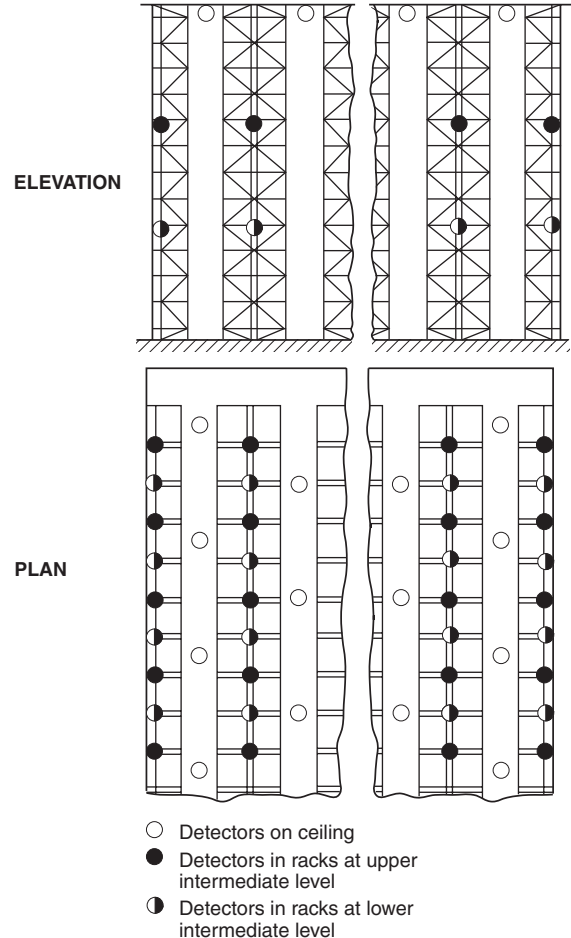 ELEVATION
PLAN
Detectors on ceiling
Detectors in racks at upper
intermediate level
Detectors in racks at lower
intermediate level